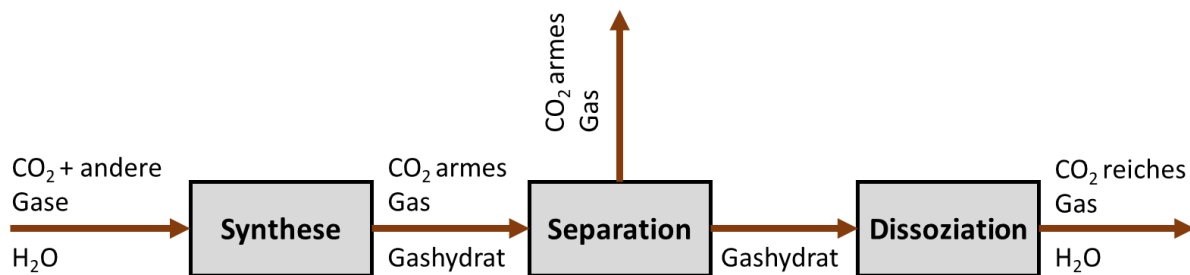 CO₂ + andere
Gase
H₂O
Synthese
CO₂ armes
Gas
Gashydrat
Separation
CO₂ armes
Gas
Gashydrat
Dissoziation
CO₂ reiches
Gas
H₂O